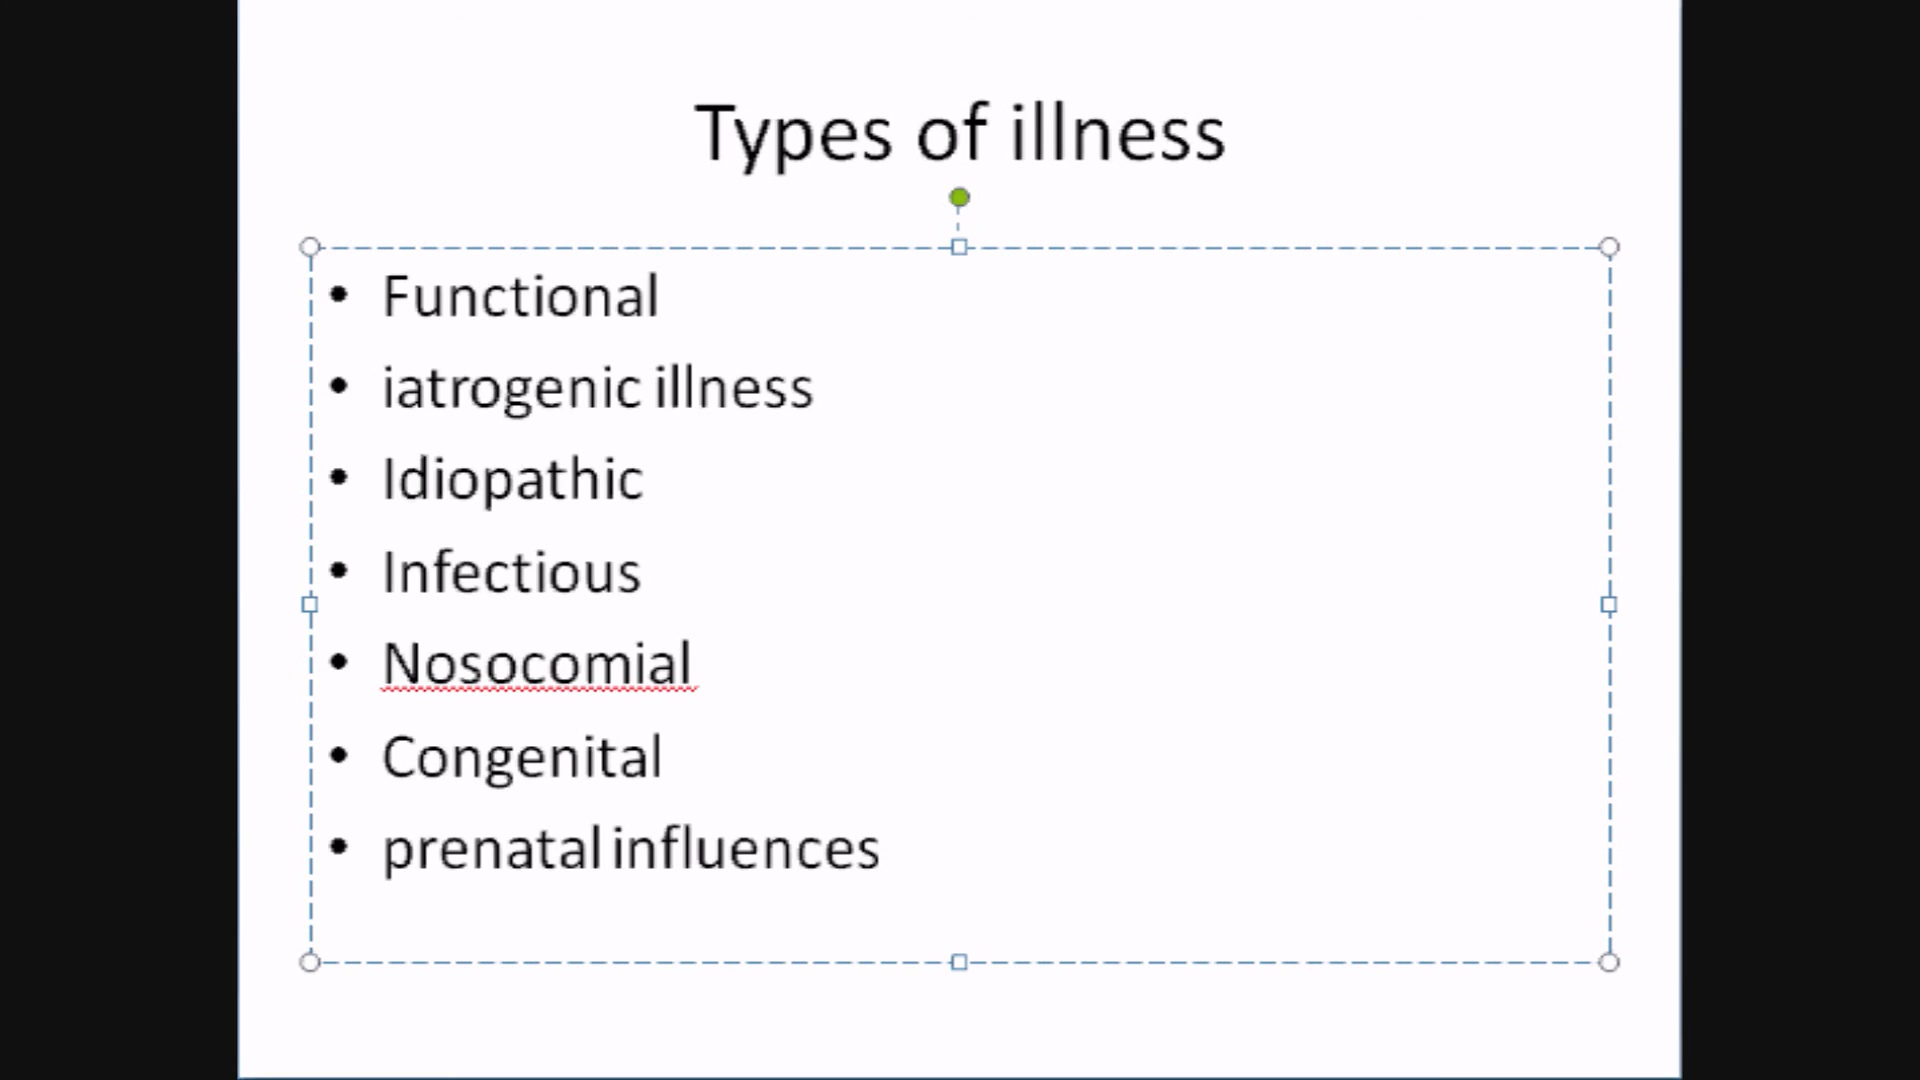 Types of illness
• Functional
• iatrogenic illness
• Idiopathic
• Infectious
• Nosocomial
• Congenital
• prenatal influences